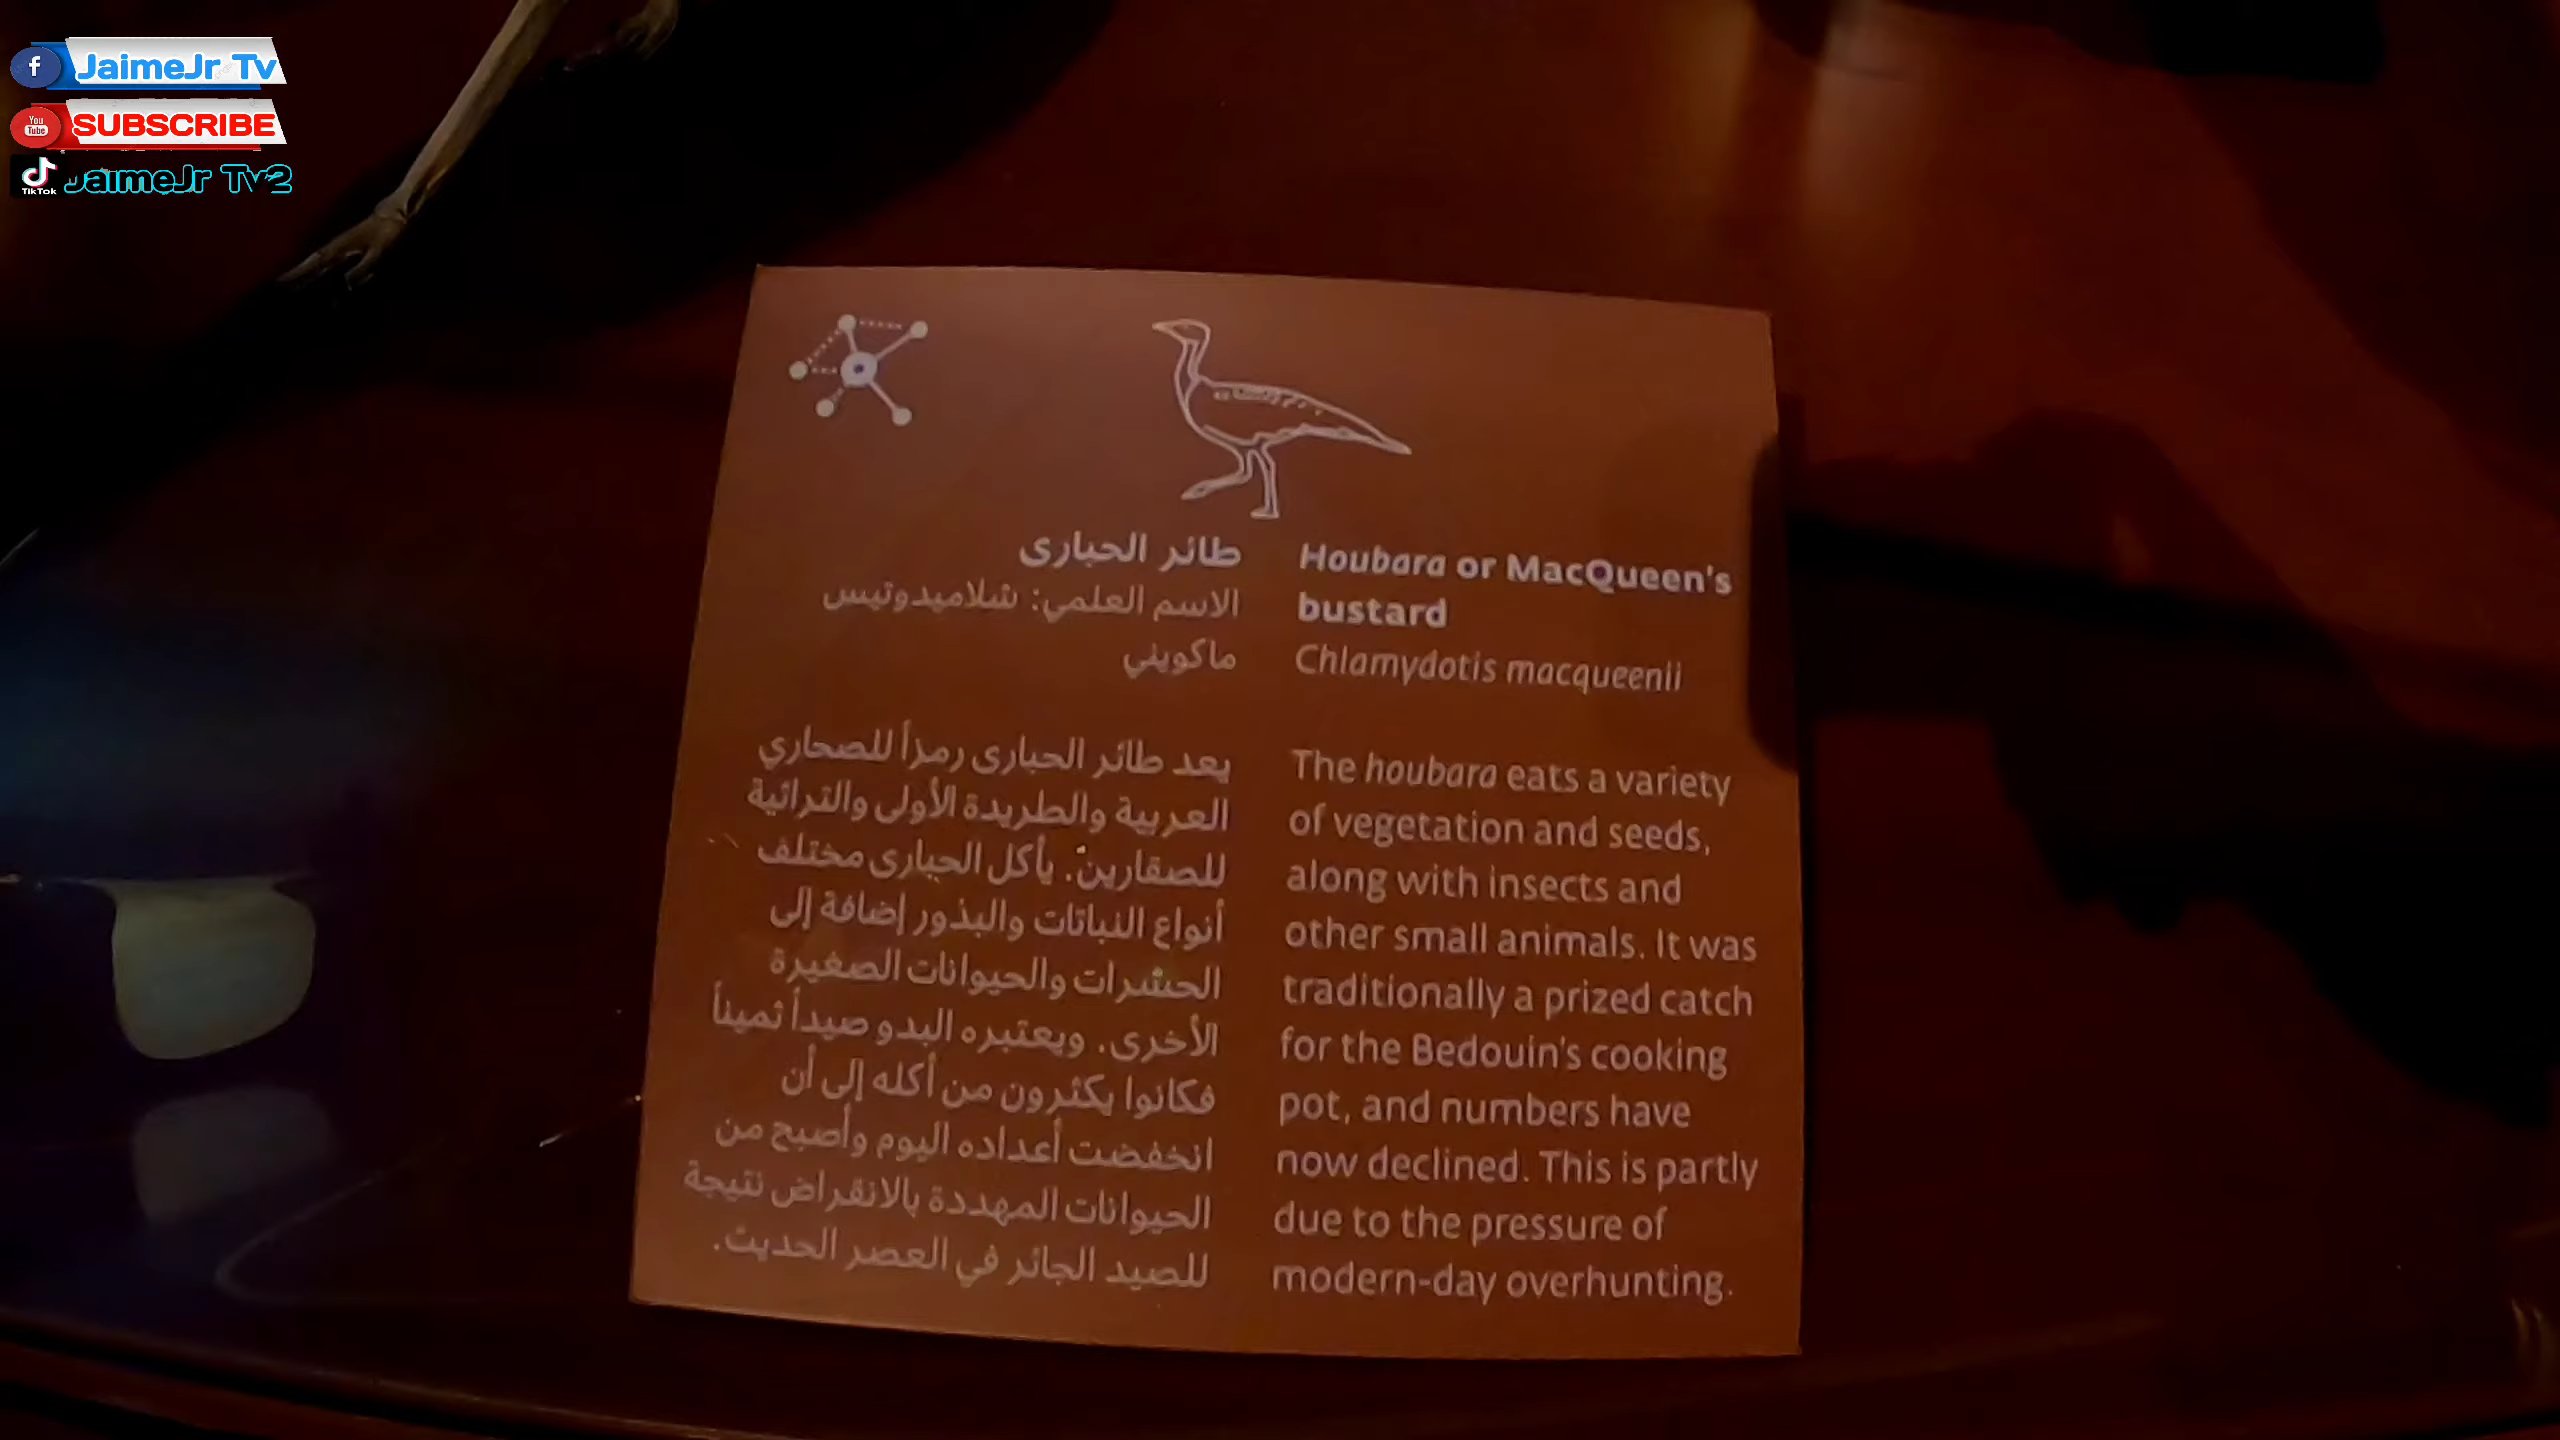 JaimeJr Tv
You
Tube
SUBSCRIBE
TikTok
JaimeJr Tv2
طائر الحبارى
الاسم العلمي: شلاميدوتيس
ماكويني
يعد طائر الحبارى رمزاً للصحاري
العربية والطريدة الأولى والتراثية
للصقارين. يأكل الحبارى مختلف
أنواع النباتات والبذور إضافة إلى
الحشرات والحيوانات الصغيرة
الأخرى. ويعتبره البدو صيداً ثميناً
فكانوا يكثرون من أكله إلى أن
انخفضت أعداده اليوم وأصبح من
الحيوانات المهددة بالانقراض نتيجة
للصيد الجائر في العصر الحديث.
Houbara or MacQueen's
bustard
Chlamydotis macqueenii
The houbara eats a variety
of vegetation and seeds,
along with insects and
other small animals. It was
traditionally a prized catch
for the Bedouin's cooking
pot, and numbers have
now declined. This is partly
due to the pressure of
modern-day overhunting.